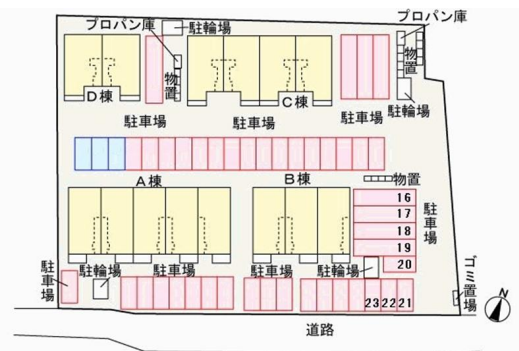 プロパン庫
駐輪場
プロパン庫
物置
物置
D棟
C棟
駐輪場
駐車場
駐車場
駐車場
A棟
B棟
物置
16
17
18
19
20
駐車場
駐車場
駐輪場
駐車場
駐車場
駐輪場
ゴミ置場
23 22 21
道路
N